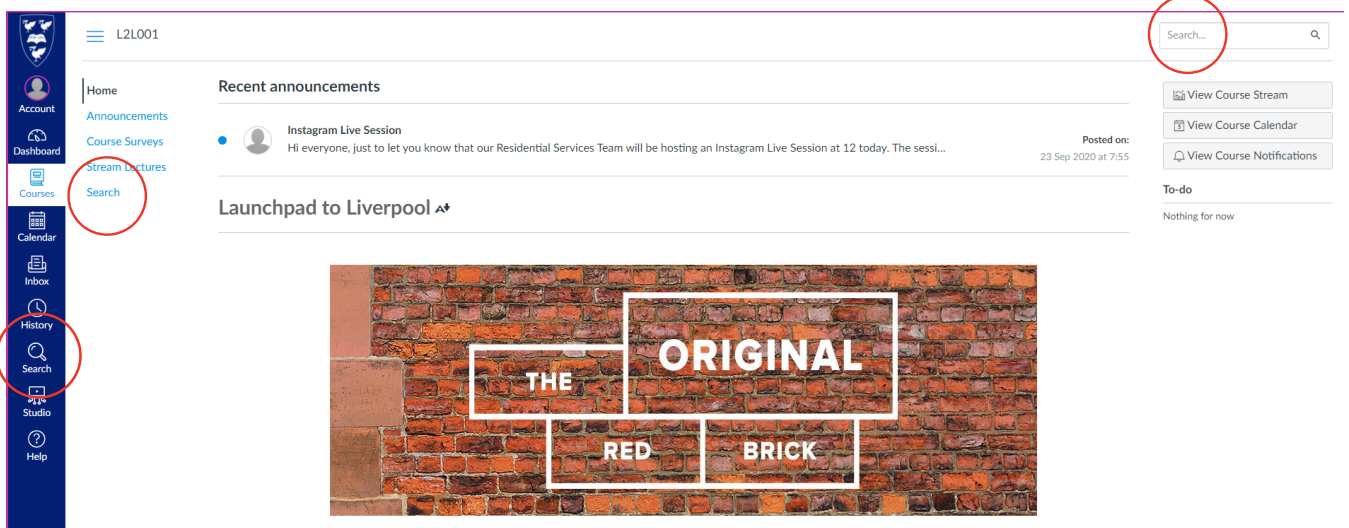 L2L001
Search...
Account
Dashboard
Courses
Calendar
Inbox
History
Search
Studio
Help
Home
Announcements
Course Surveys
Stream Lectures
Search
Recent announcements
Instagram Live Session
Hi everyone, just to let you know that our Residential Services Team will be hosting an Instagram Live Session at 12 today. The sessi...
Posted on:
23 Sep 2020 at 7:55
Launchpad to Liverpool
THE ORIGINAL
RED BRICK
View Course Stream
View Course Calendar
View Course Notifications
To-do
Nothing for now